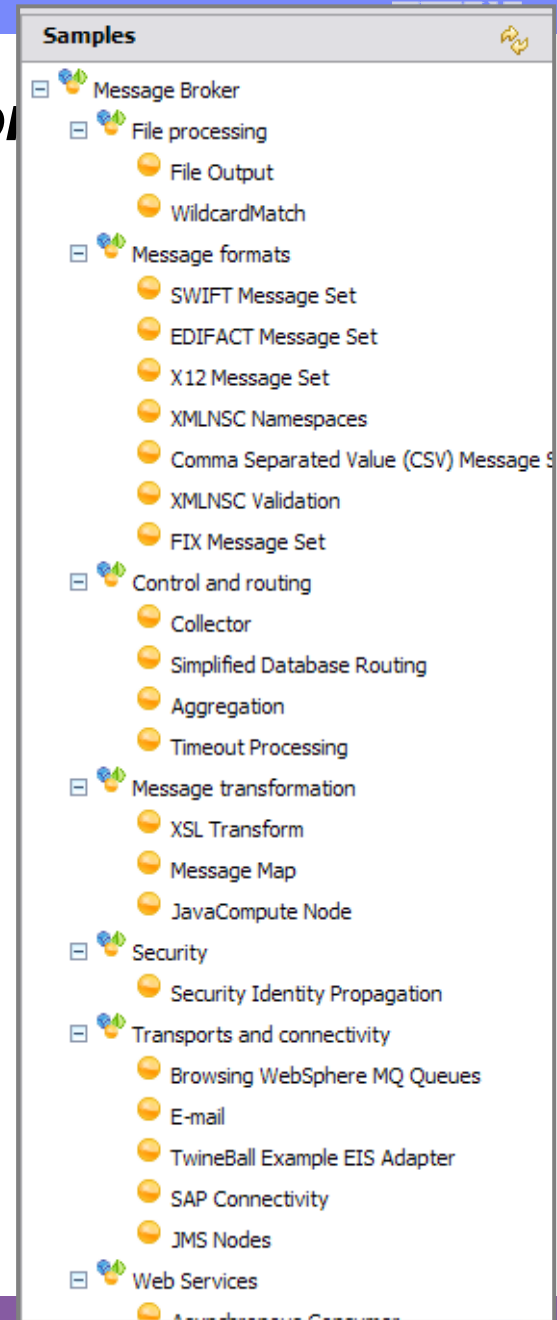 Samples
Message Broker
File processing
File Output
WildcardMatch
Message formats
SWIFT Message Set
EDIFACT Message Set
X12 Message Set
XMLNSC Namespaces
Comma Separated Value (CSV) Message
XMLNSC Validation
FIX Message Set
Control and routing
Collector
Simplified Database Routing
Aggregation
Timeout Processing
Message transformation
XSL Transform
Message Map
JavaCompute Node
Security
Security Identity Propagation
Transports and connectivity
Browsing WebSphere MQ Queues
E-mail
TwineBall Example EIS Adapter
SAP Connectivity
JMS Nodes
Web Services
Asynchronous Consumer